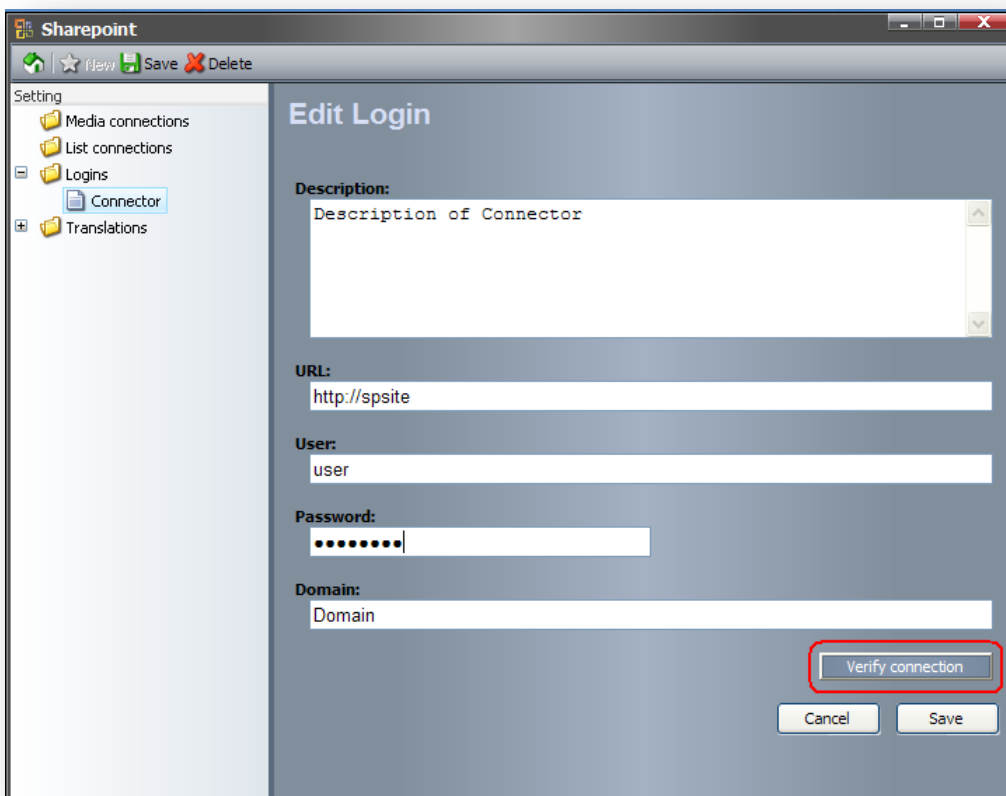 Sharepoint
New Save Delete
Setting
Media connections
List connections
Logins
Connector
Translations
Edit Login
Description:
Description of Connector
URL:
http://spsite
User:
user
Password:
••••••••
Domain:
Domain
Verify connection
Cancel Save